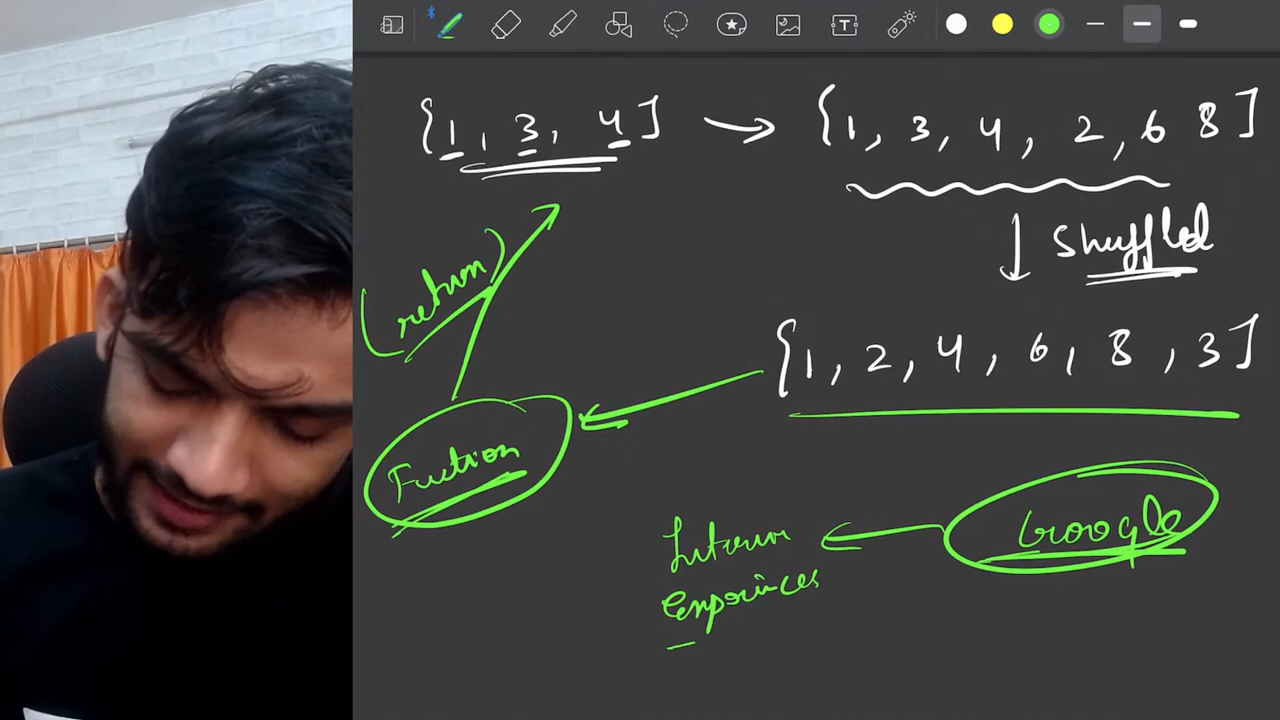 {1, 3, 4] → {1, 3, 4, 2, 6 8]
↓ Shuffled
(return)
{1, 2, 4, 6, 8, 3]
Fuction
Google
Interview
Experiences